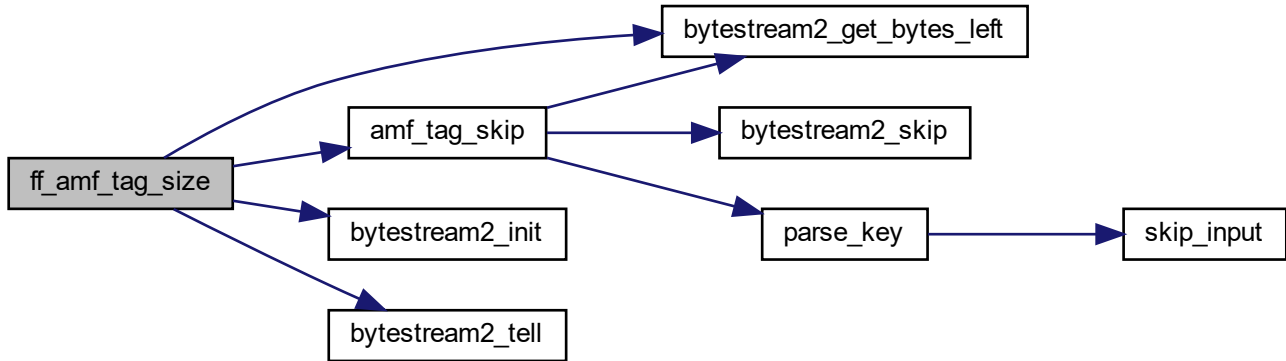 bytestream2_get_bytes_left
amf_tag_skip
bytestream2_skip
ff_amf_tag_size
bytestream2_init
parse_key
skip_input
bytestream2_tell